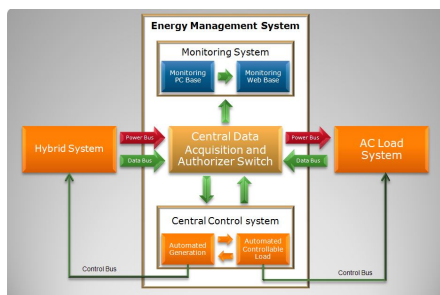 Energy Management System
Monitoring System
Monitoring
PC Base
Monitoring
Web Base
Hybrid System
Power Bus
Data Bus
Central Data
Acquisition and
Authorizer Switch
Power Bus
Data Bus
AC Load
System
Central Control system
Automated
Generation
Automated
Controllable
Load
Control Bus
Control Bus